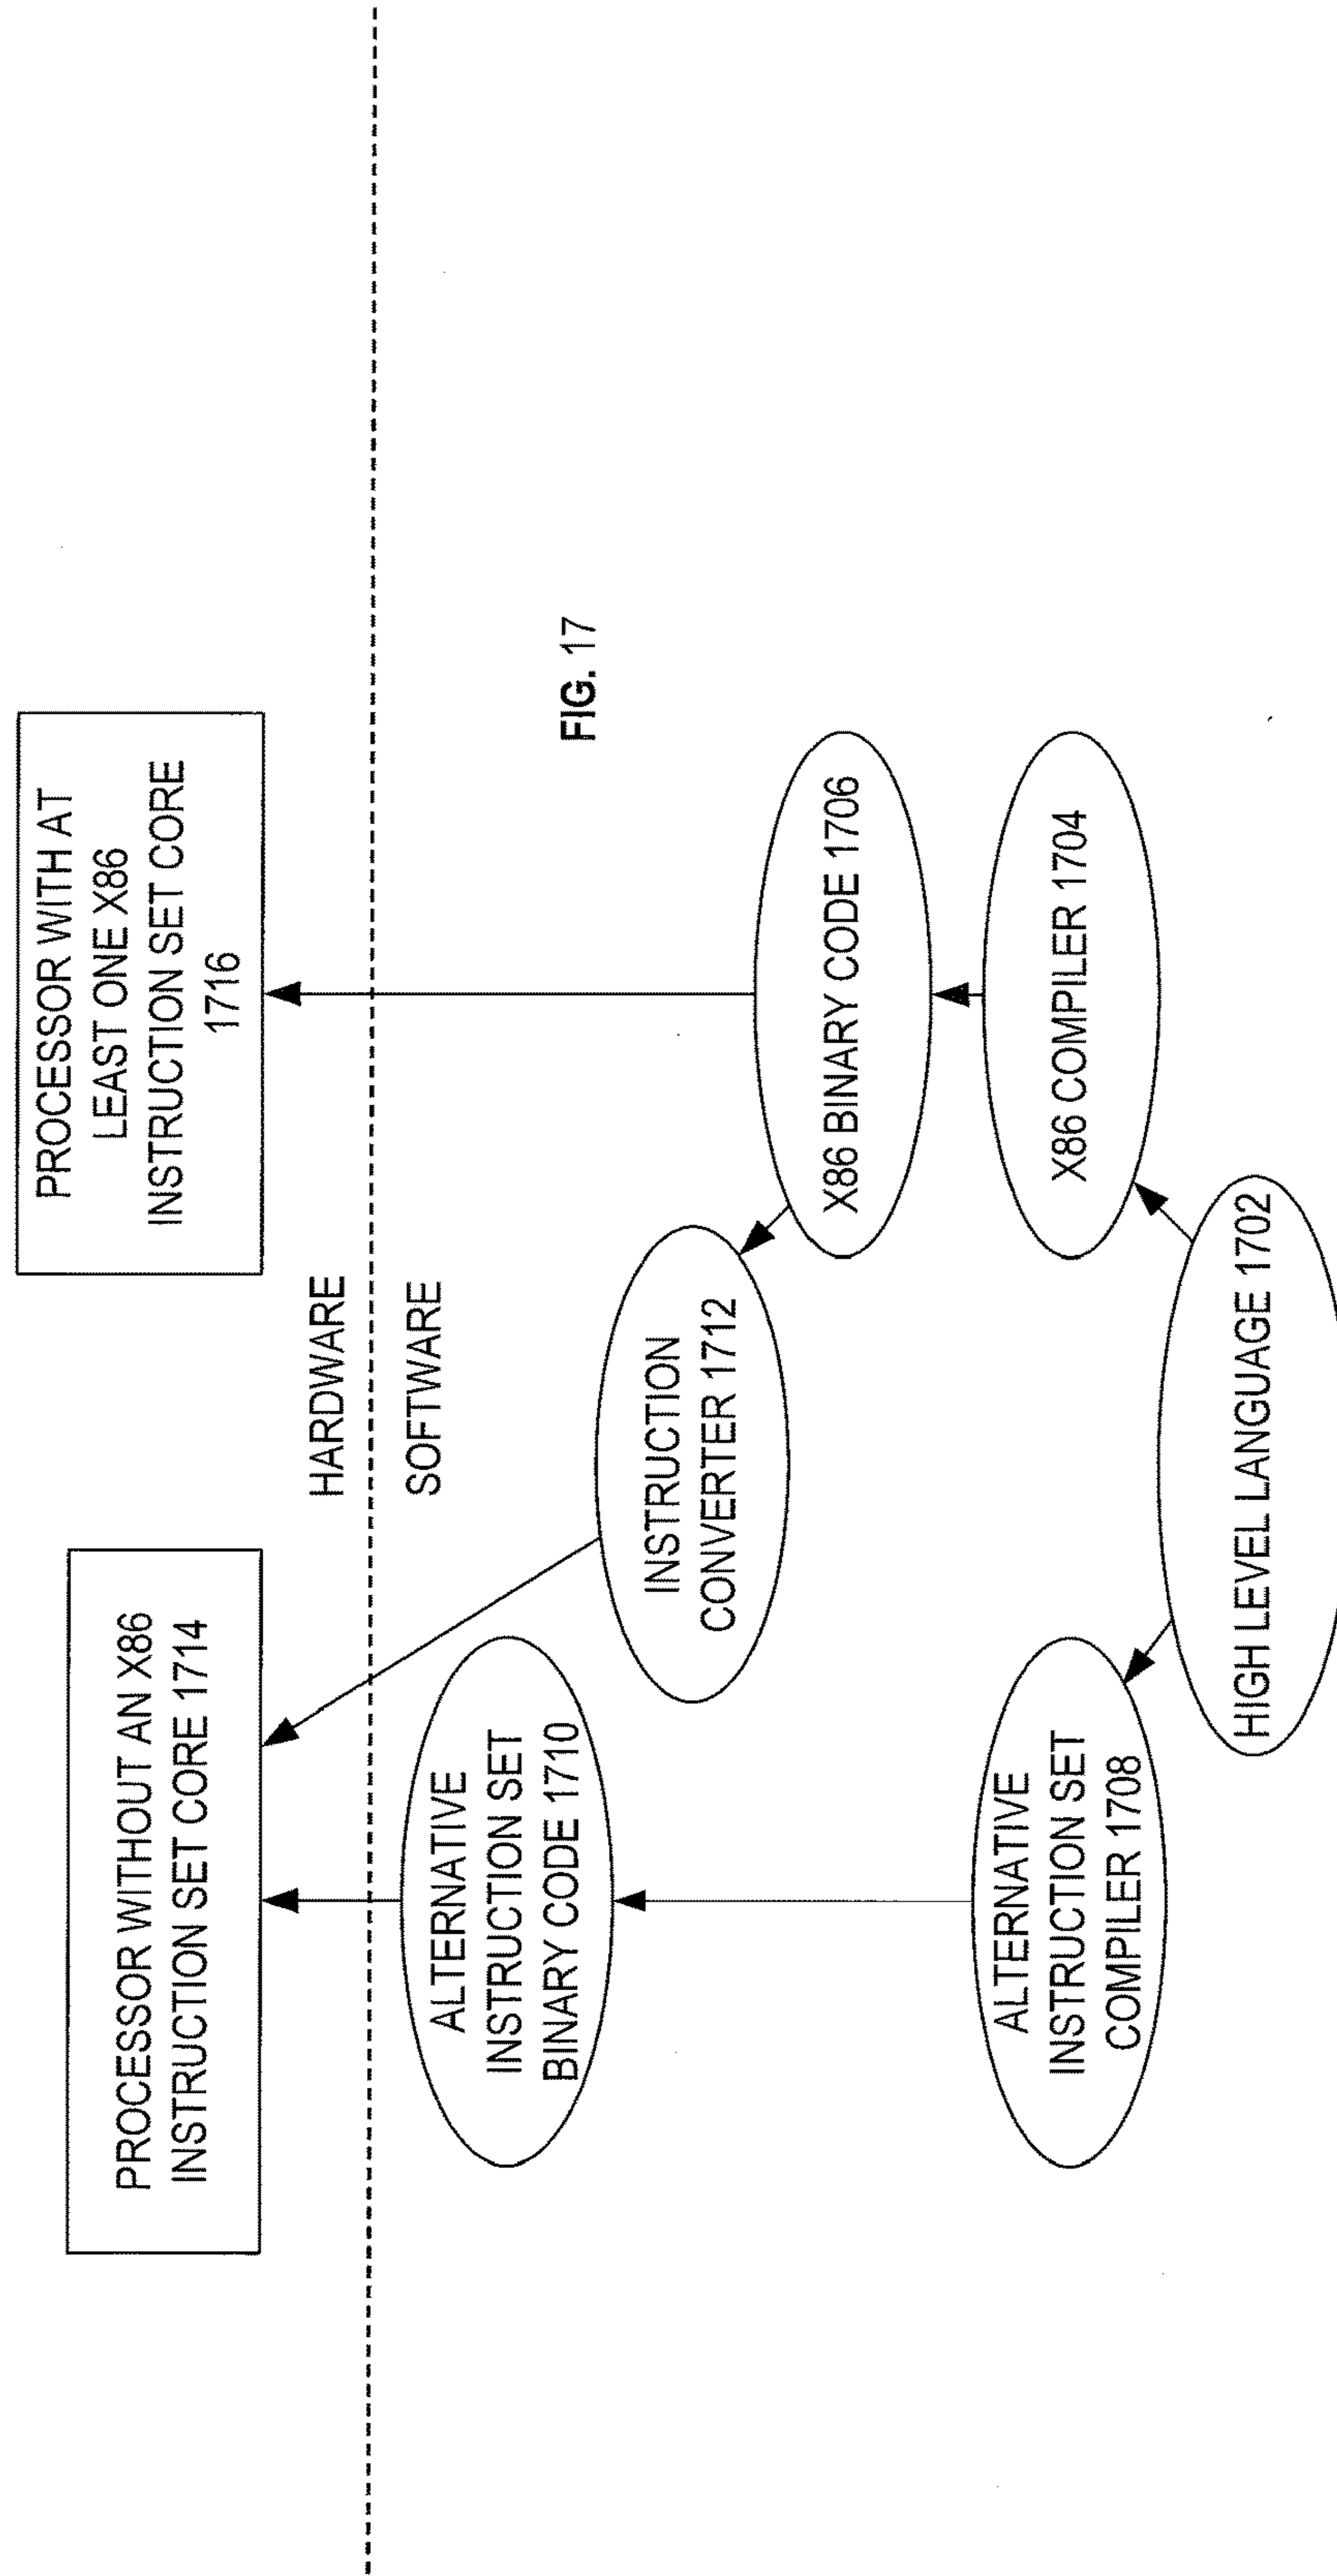 PROCESSOR WITHOUT AN X86
INSTRUCTION SET CORE 1714
PROCESSOR WITH AT
LEAST ONE X86
INSTRUCTION SET CORE
1716
HARDWARE
SOFTWARE
ALTERNATIVE
INSTRUCTION SET
BINARY CODE 1710
INSTRUCTION
CONVERTER 1712
FIG. 17
X86 BINARY CODE 1706
ALTERNATIVE
INSTRUCTION SET
COMPILER 1708
X86 COMPILER 1704
HIGH LEVEL LANGUAGE 1702